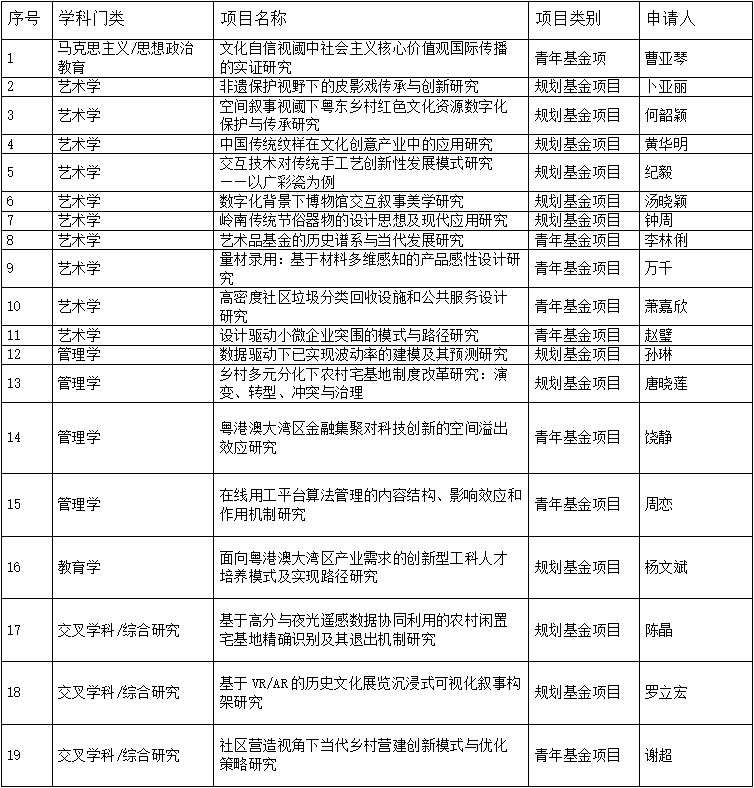 序号 学科门类 项目名称 项目类别 申请人
1 马克思主义/思想政治教育 文化自信视阈中社会主义核心价值观国际传播的实证研究 青年基金项 曹亚琴
2 艺术学 非遗保护视野下的皮影戏传承与创新研究 规划基金项目 卜亚丽
3 艺术学 空间叙事视阈下粤东乡村红色文化资源数字化保护与传承研究 规划基金项目 何韶颖
4 艺术学 中国传统纹样在文化创意产业中的应用研究 规划基金项目 黄华明
5 艺术学 交互技术对传统手工艺创新性发展模式研究——以广彩瓷为例 规划基金项目 纪毅
6 艺术学 数字化背景下博物馆交互叙事美学研究 规划基金项目 汤晓颖
7 艺术学 岭南传统节俗器物的设计思想及现代应用研究 规划基金项目 钟周
8 艺术学 艺术品基金的历史谱系与当代发展研究 青年基金项目 李林俐
9 艺术学 量材录用：基于材料多维感知的产品感性设计研究 青年基金项目 万千
10 艺术学 高密度社区垃圾分类回收设施和公共服务设计研究 青年基金项目 萧嘉欣
11 艺术学 设计驱动小微企业突围的模式与路径研究 青年基金项目 赵璧
12 管理学 数据驱动下已实现波动率的建模及其预测研究 规划基金项目 孙琳
13 管理学 乡村多元分化下农村宅基地制度改革研究：演变、转型、冲突与治理 规划基金项目 唐晓莲
14 管理学 粤港澳大湾区金融集聚对科技创新的空间溢出效应研究 青年基金项目 饶静
15 管理学 在线用工平台算法管理的内容结构、影响效应和作用机制研究 青年基金项目 周恋
16 教育学 面向粤港澳大湾区产业需求的创新型工科人才培养模式及实现路径研究 规划基金项目 杨文斌
17 交叉学科/综合研究 基于高分与夜光遥感数据协同利用的农村闲置宅基地精确识别及其退出机制研究 规划基金项目 陈晶
18 交叉学科/综合研究 基于VR/AR的历史文化展览沉浸式可视化叙事构架研究 规划基金项目 罗立宏
19 交叉学科/综合研究 社区营造视角下当代乡村营建创新模式与优化策略研究 青年基金项目 谢超